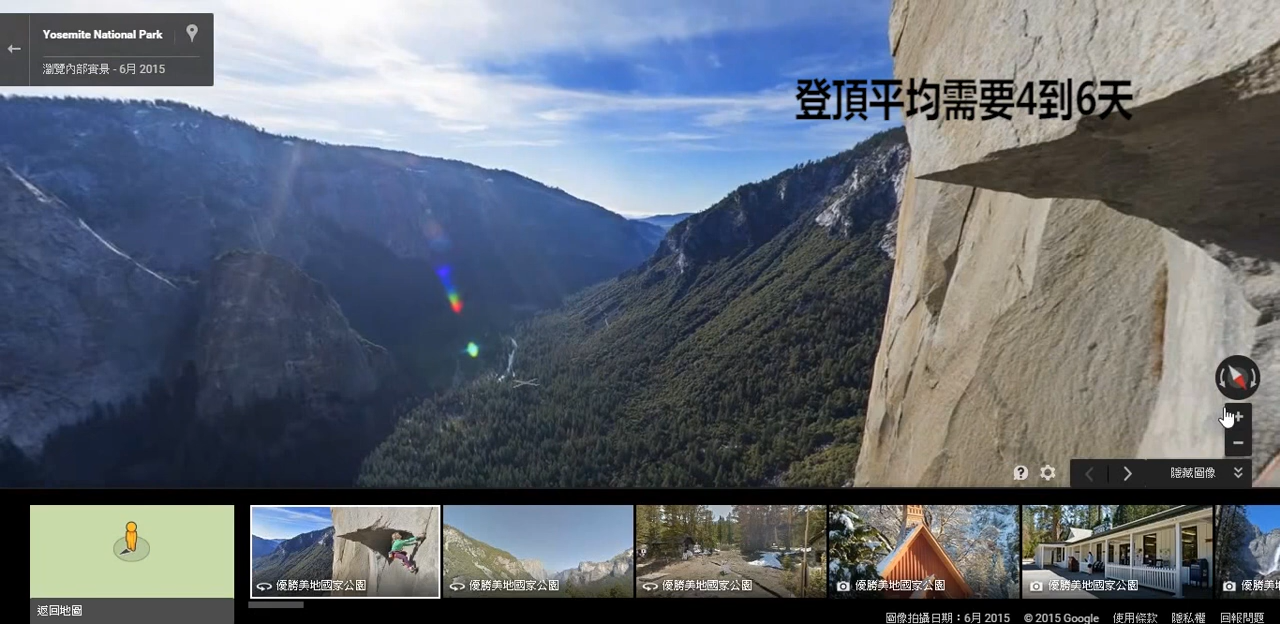 Yosemite National Park
瀏覽內部實景 - 6月 2015
登頂平均需要4到6天
隱藏圖像
優勝美地國家公園
優勝美地國家公園
優勝美地國家公園
優勝美地國家公園
優勝美地國家公園
優勝美
返回地圖
圖像拍攝日期：6月 2015 © 2015 Google 使用條款 隱私權 回報問題